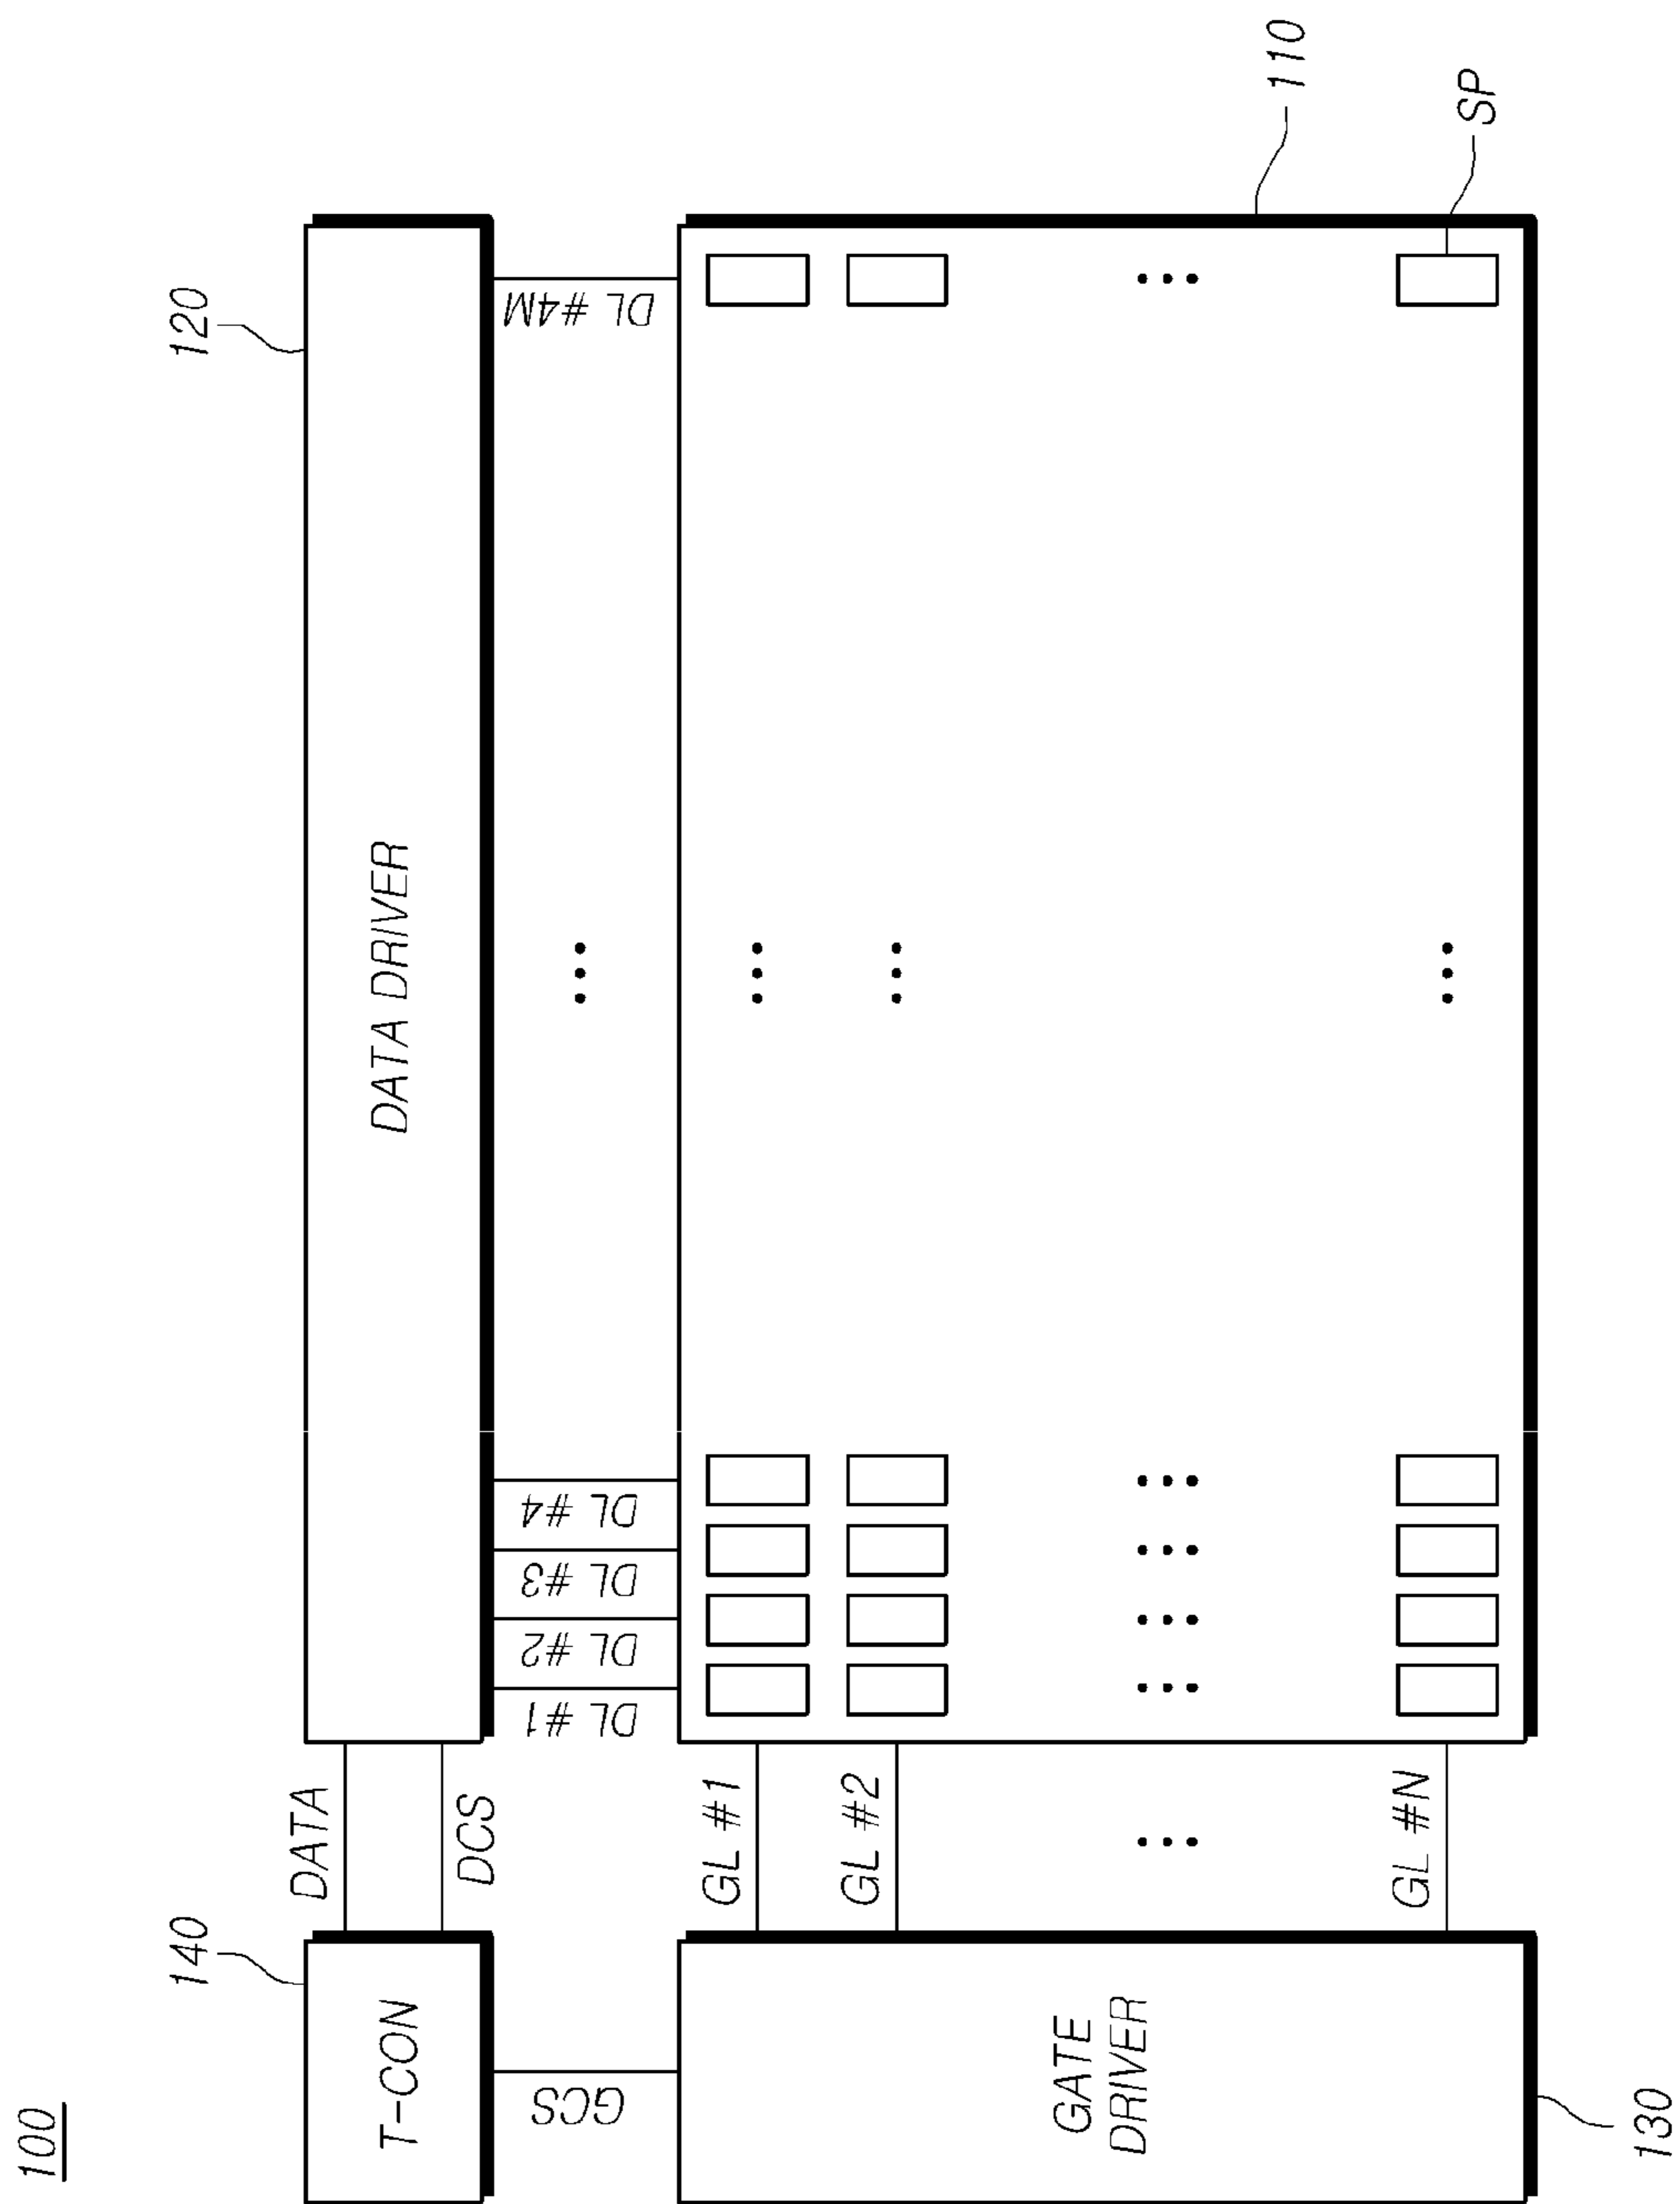 100
140
120
T-CON
DATA
DCS
DATA DRIVER
GCS
DL #1
DL #2
DL #3
DL #4
DL #4M
GATE
DRIVER
GL #1
GL #2
GL #N
110
SP
130